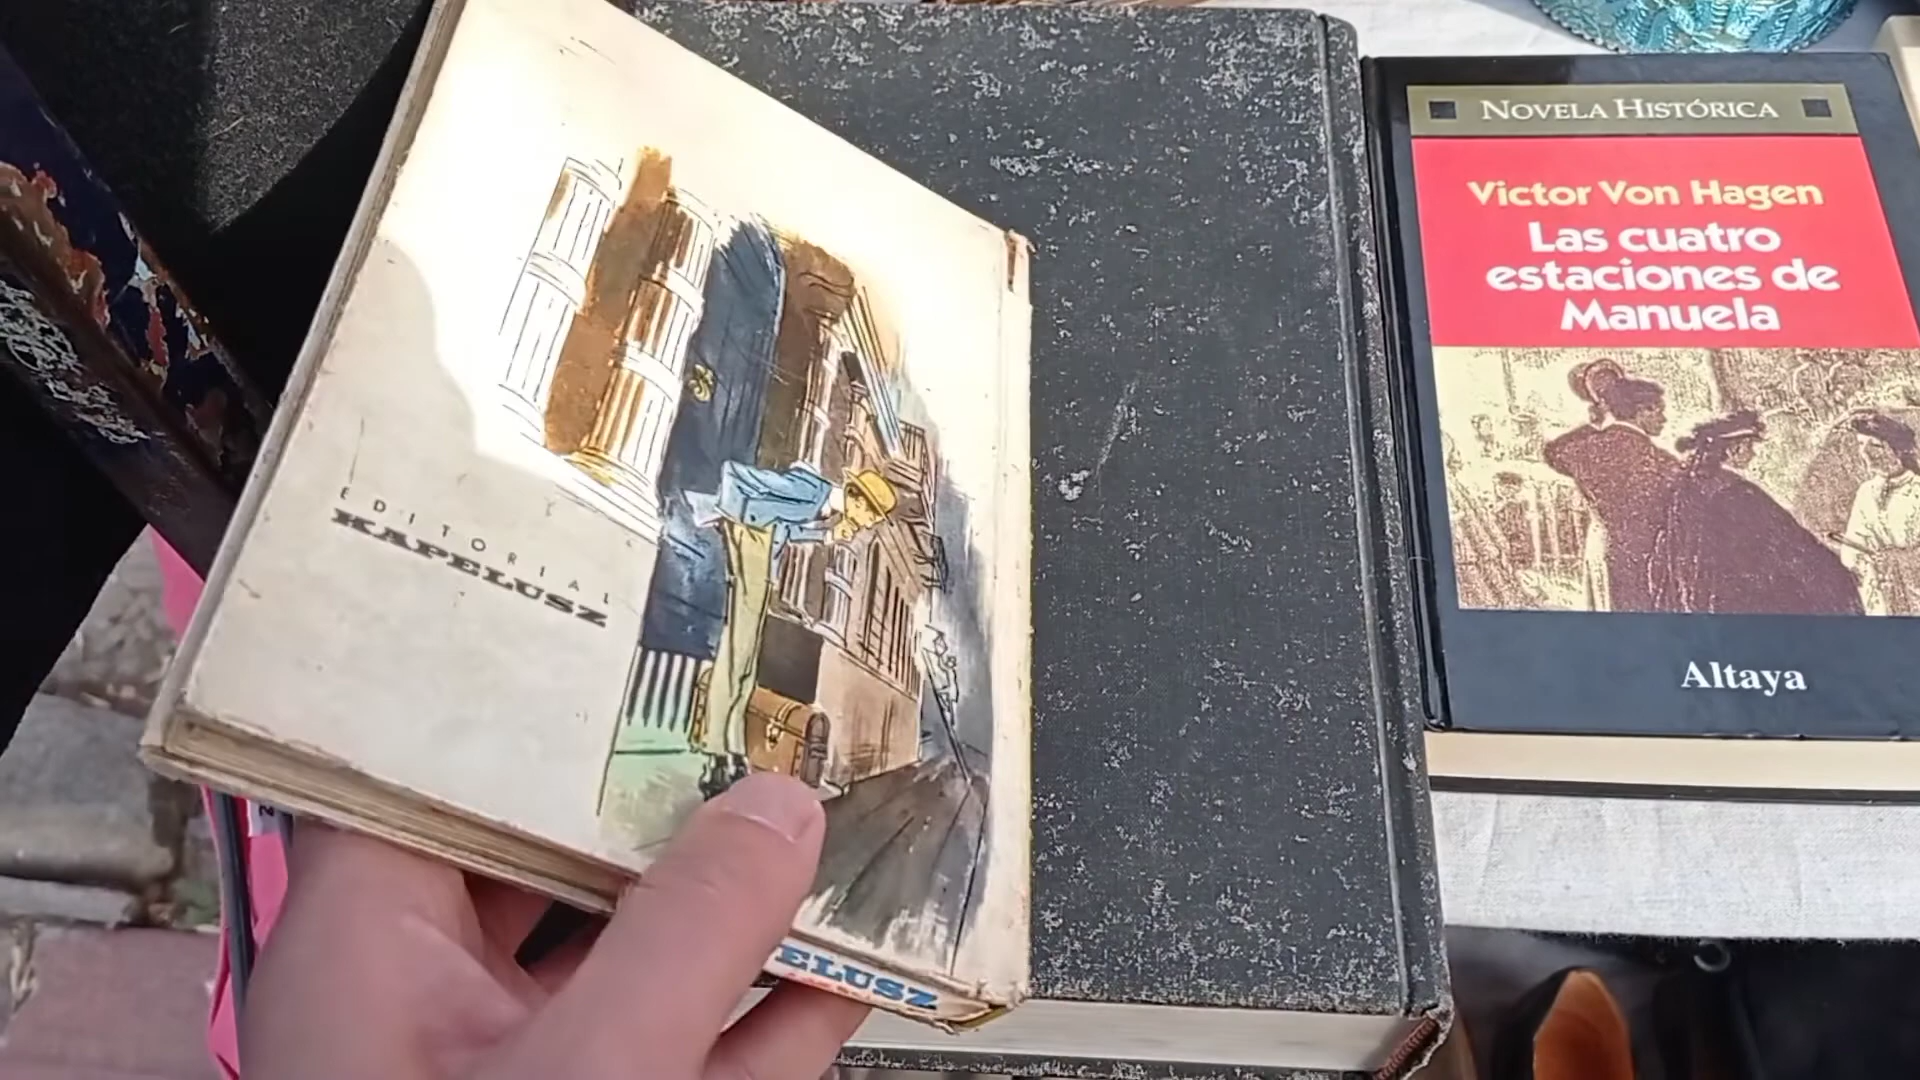 EDITORIAL
KAPELUSZ
ELUSZ
NOVELA HISTÓRICA
Victor Von Hagen
Las cuatro
estaciones de
Manuela
Altaya